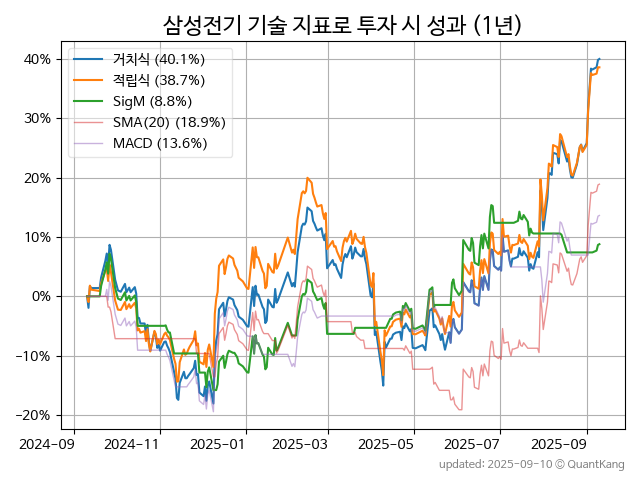 삼성전기 기술 지표로 투자 시 성과 (1년)
거치식 (40.1%)
적립식 (38.7%)
SigM (8.8%)
SMA(20) (18.9%)
MACD (13.6%)
40%
30%
20%
10%
0%
−10%
−20%
2024-09 2024-11 2025-01 2025-03 2025-05 2025-07 2025-09
updated: 2025-09-10 © QuantKang